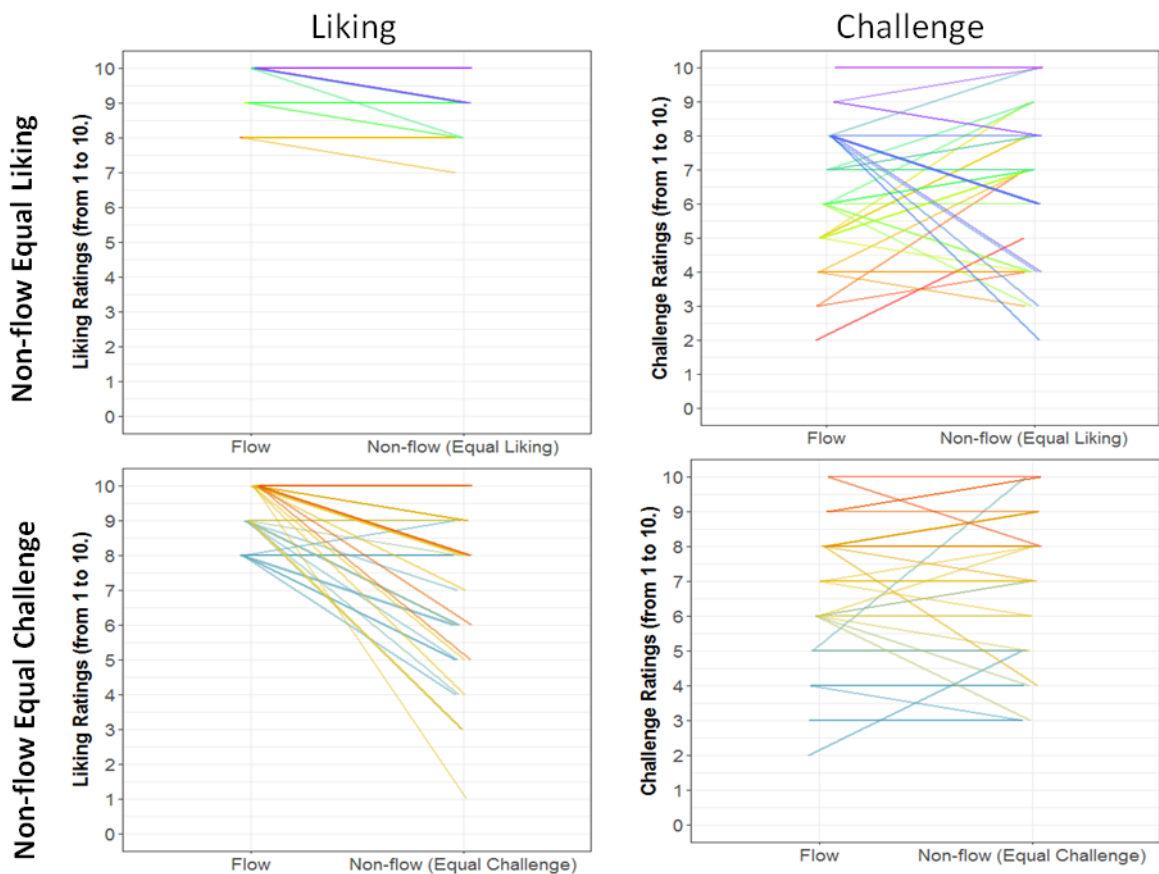 Liking
Challenge
Non-flow Equal Liking
Liking Ratings (from 1 to 10.)
10
9
8
7
6
5
4
3
2
1
0
Flow
Non-flow (Equal Liking)
Challenge Ratings (from 1 to 10.)
10
9
8
7
6
5
4
3
2
1
0
Flow
Non-flow (Equal Liking)
Non-flow Equal Challenge
Liking Ratings (from 1 to 10.)
10
9
8
7
6
5
4
3
2
1
0
Flow
Non-flow (Equal Challenge)
Challenge Ratings (from 1 to 10.)
10
9
8
7
6
5
4
3
2
1
0
Flow
Non-flow (Equal Challenge)